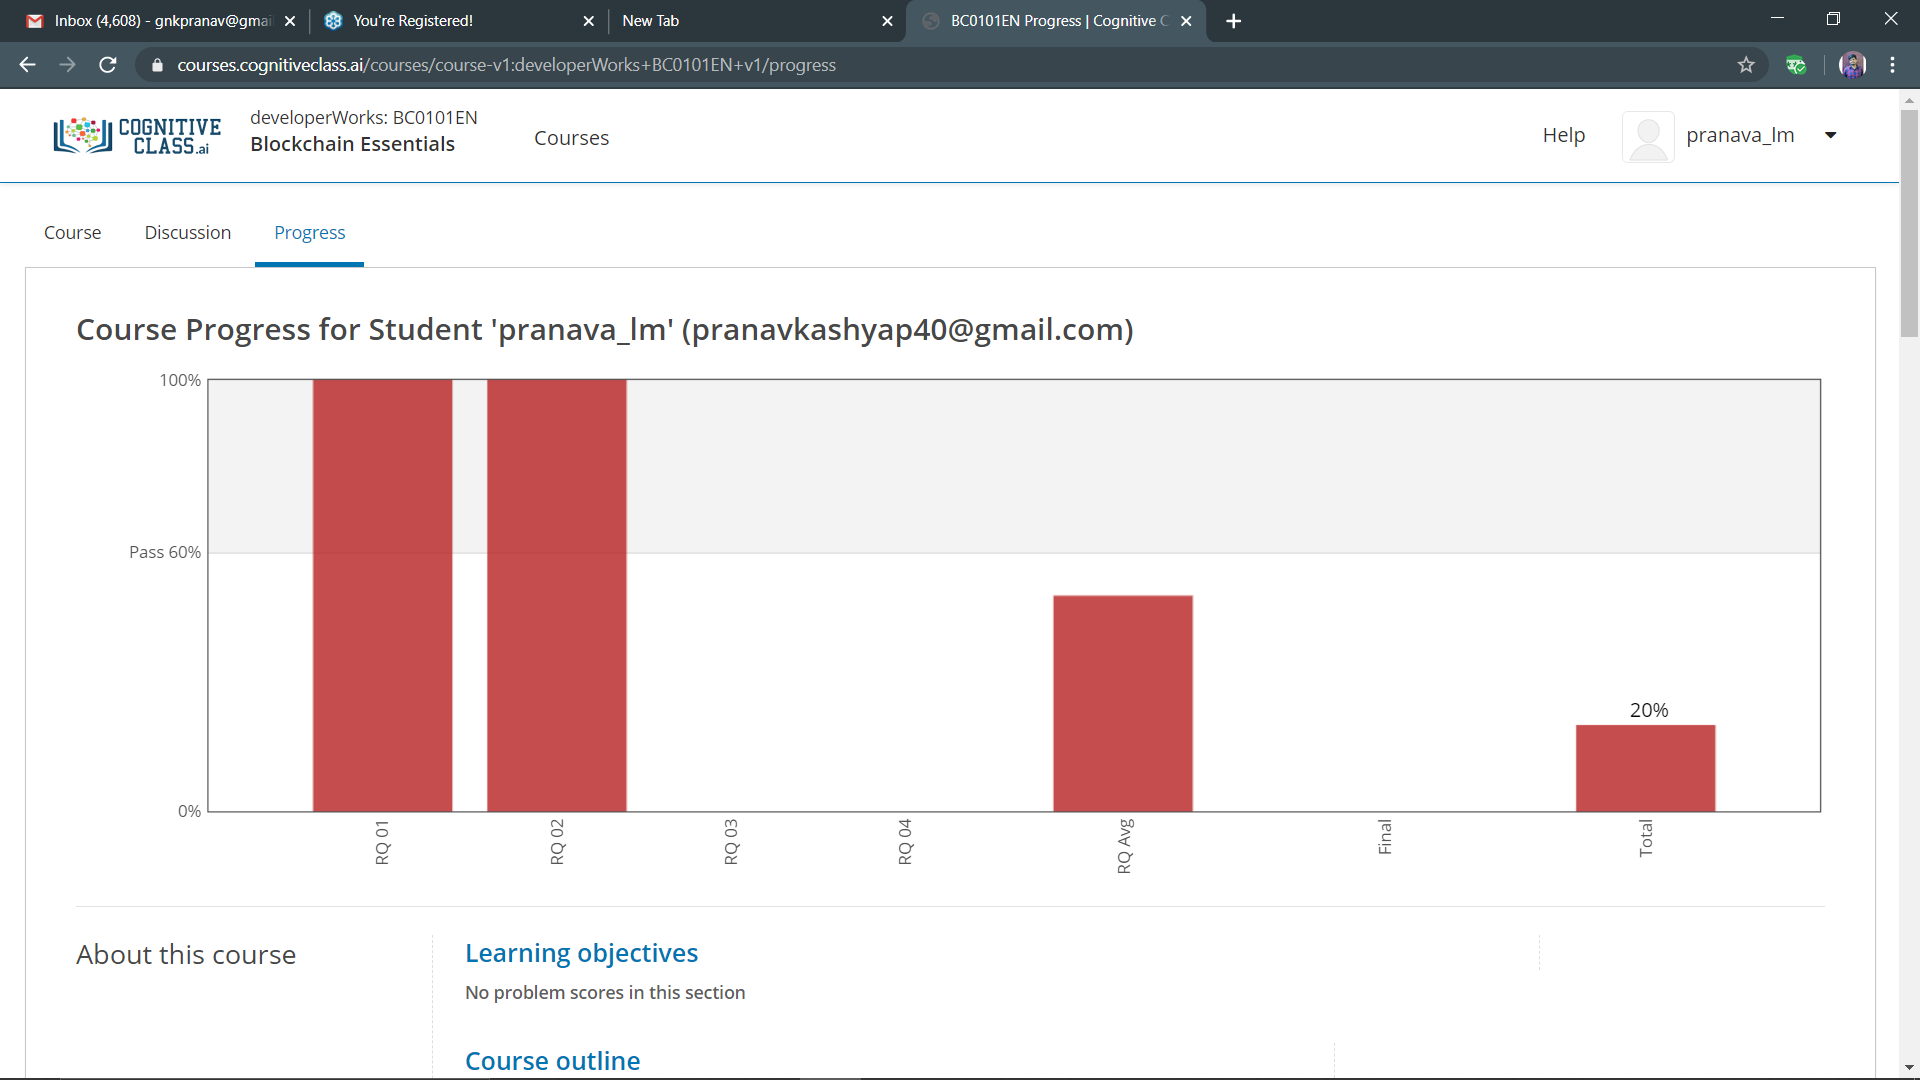 Inbox (4,608) - gnkpranav@gmai
You're Registered!
New Tab
BC0101EN Progress | Cognitive C
courses.cognitiveclass.ai/courses/course-v1:developerWorks+BC0101EN+v1/progress
COGNITIVE
CLASS.ai
developerWorks: BC0101EN
Blockchain Essentials
Courses
Help
pranava_lm
Course
Discussion
Progress
Course Progress for Student 'pranava_lm' (pranavkashyap40@gmail.com)
100%
Pass 60%
0%
20%
RQ 01
RQ 02
RQ 03
RQ 04
RQ Avg
Final
Total
About this course
Learning objectives
No problem scores in this section
Course outline